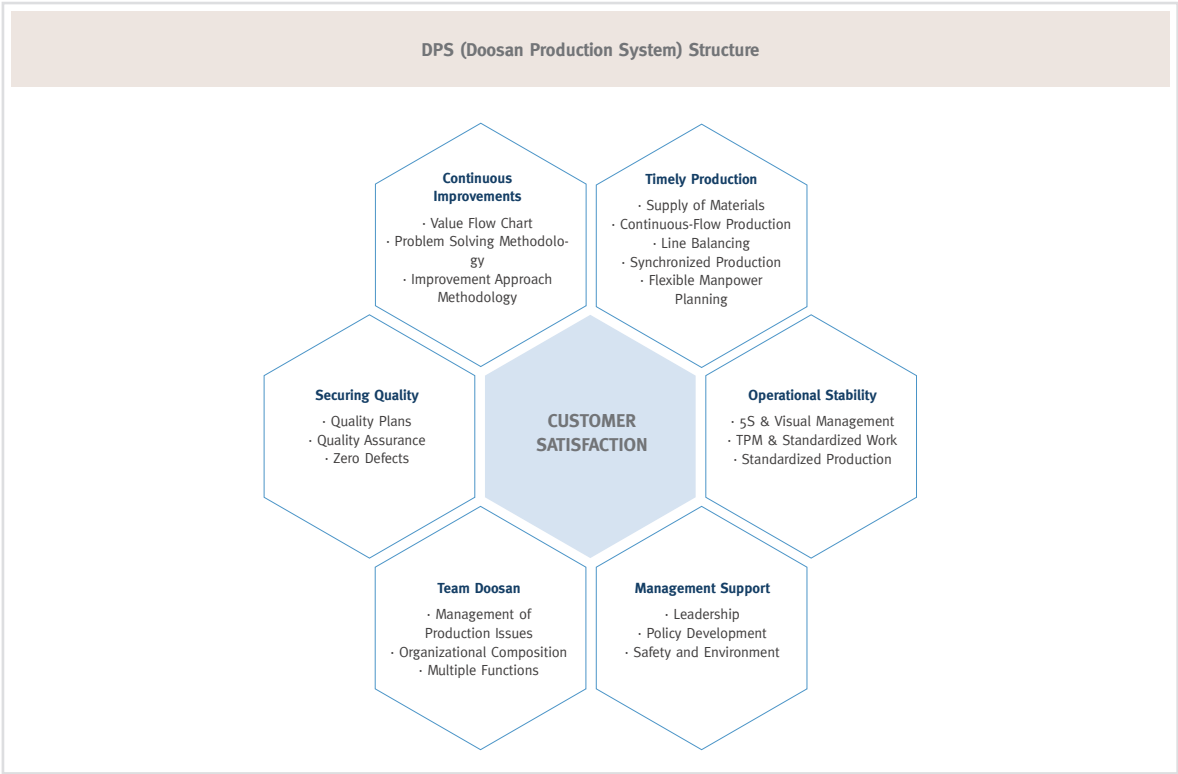 DPS (Doosan Production System) Structure
Continuous
Improvements
· Value Flow Chart
· Problem Solving Methodolo-
gy
· Improvement Approach
Methodology
Timely Production
· Supply of Materials
· Continuous-Flow Production
· Line Balancing
· Synchronized Production
· Flexible Manpower
Planning
Securing Quality
· Quality Plans
· Quality Assurance
· Zero Defects
CUSTOMER
SATISFACTION
Operational Stability
· 5S & Visual Management
· TPM & Standardized Work
· Standardized Production
Team Doosan
· Management of
Production Issues
· Organizational Composition
· Multiple Functions
Management Support
· Leadership
· Policy Development
· Safety and Environment